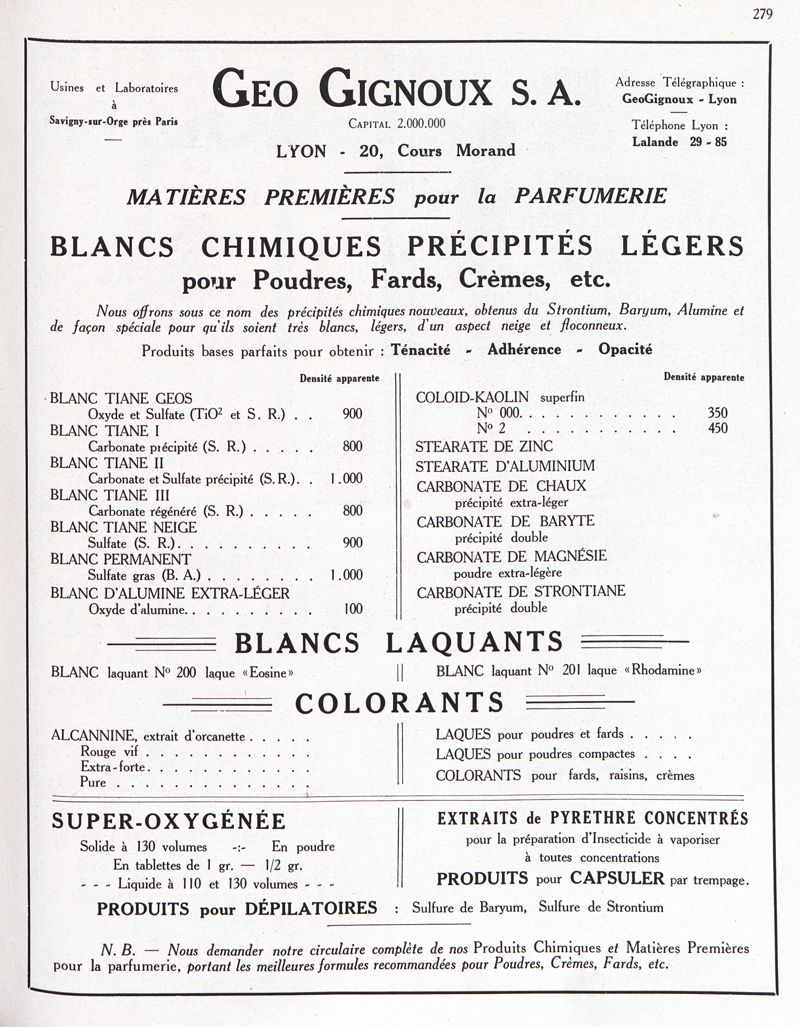 279
Usines et Laboratoires
à
Savigny-sur-Orge près Paris
GEO GIGNOUX S. A.
CAPITAL 2.000.000
LYON - 20, Cours Morand
Adresse Télégraphique :
GeoGignoux - Lyon
Téléphone Lyon :
Lalande 29 - 85
MATIÈRES PREMIÈRES pour la PARFUMERIE
BLANCS CHIMIQUES PRÉCIPITÉS LÉGERS
pour Poudres, Fards, Crèmes, etc.
Nous offrons sous ce nom des précipités chimiques nouveaux, obtenus du Strontium, Baryum, Alumine et
de façon spéciale pour qu'ils soient très blancs, légers, d'un aspect neige et floconneux.
Produits bases parfaits pour obtenir : Ténacité - Adhérence - Opacité
Densité apparente
BLANC TIANE GEOS
Oxyde et Sulfate (TiO² et S. R.) . . 900
BLANC TIANE I
Carbonate précipité (S. R.) . . . . . 800
BLANC TIANE II
Carbonate et Sulfate précipité (S. R.). . 1.000
BLANC TIANE III
Carbonate régénéré (S. R.) . . . . . 800
BLANC TIANE NEIGE
Sulfate (S. R.). . . . . . . . . . 900
BLANC PERMANENT
Sulfate gras (B. A.) . . . . . . . . 1.000
BLANC D'ALUMINE EXTRA-LÉGER
Oxyde d'alumine. . . . . . . . . . 100
Densité apparente
COLOID-KAOLIN superfin
Nº 000. . . . . . . . . . . . 350
Nº 2 . . . . . . . . . . . 450
STEARATE DE ZINC
STEARATE D'ALUMINIUM
CARBONATE DE CHAUX
précipité extra-léger
CARBONATE DE BARYTE
précipité double
CARBONATE DE MAGNÉSIE
poudre extra-légère
CARBONATE DE STRONTIANE
précipité double
BLANCS LAQUANTS
BLANC laquant Nº 200 laque «Eosine»
BLANC laquant Nº 201 laque «Rhodamine»
COLORANTS
ALCANNINE, extrait d'orcanette . . . . .
Rouge vif . . . . . . . . . . . .
Extra-forte. . . . . . . . . . . .
Pure . . . . . . . . . . . . . .
LAQUES pour poudres et fards . . . . .
LAQUES pour poudres compactes . . . .
COLORANTS pour fards, raisins, crèmes
SUPER-OXYGÉNÉE
Solide à 130 volumes -:- En poudre
En tablettes de 1 gr. — 1/2 gr.
- - - Liquide à 110 et 130 volumes - - -
EXTRAITS de PYRETHRE CONCENTRÉS
pour la préparation d'Insecticide à vaporiser
à toutes concentrations
PRODUITS pour CAPSULER par trempage.
PRODUITS pour DÉPILATOIRES : Sulfure de Baryum, Sulfure de Strontium
N. B. — Nous demander notre circulaire complète de nos Produits Chimiques et Matières Premières
pour la parfumerie, portant les meilleures formules recommandées pour Poudres, Crèmes, Fards, etc.